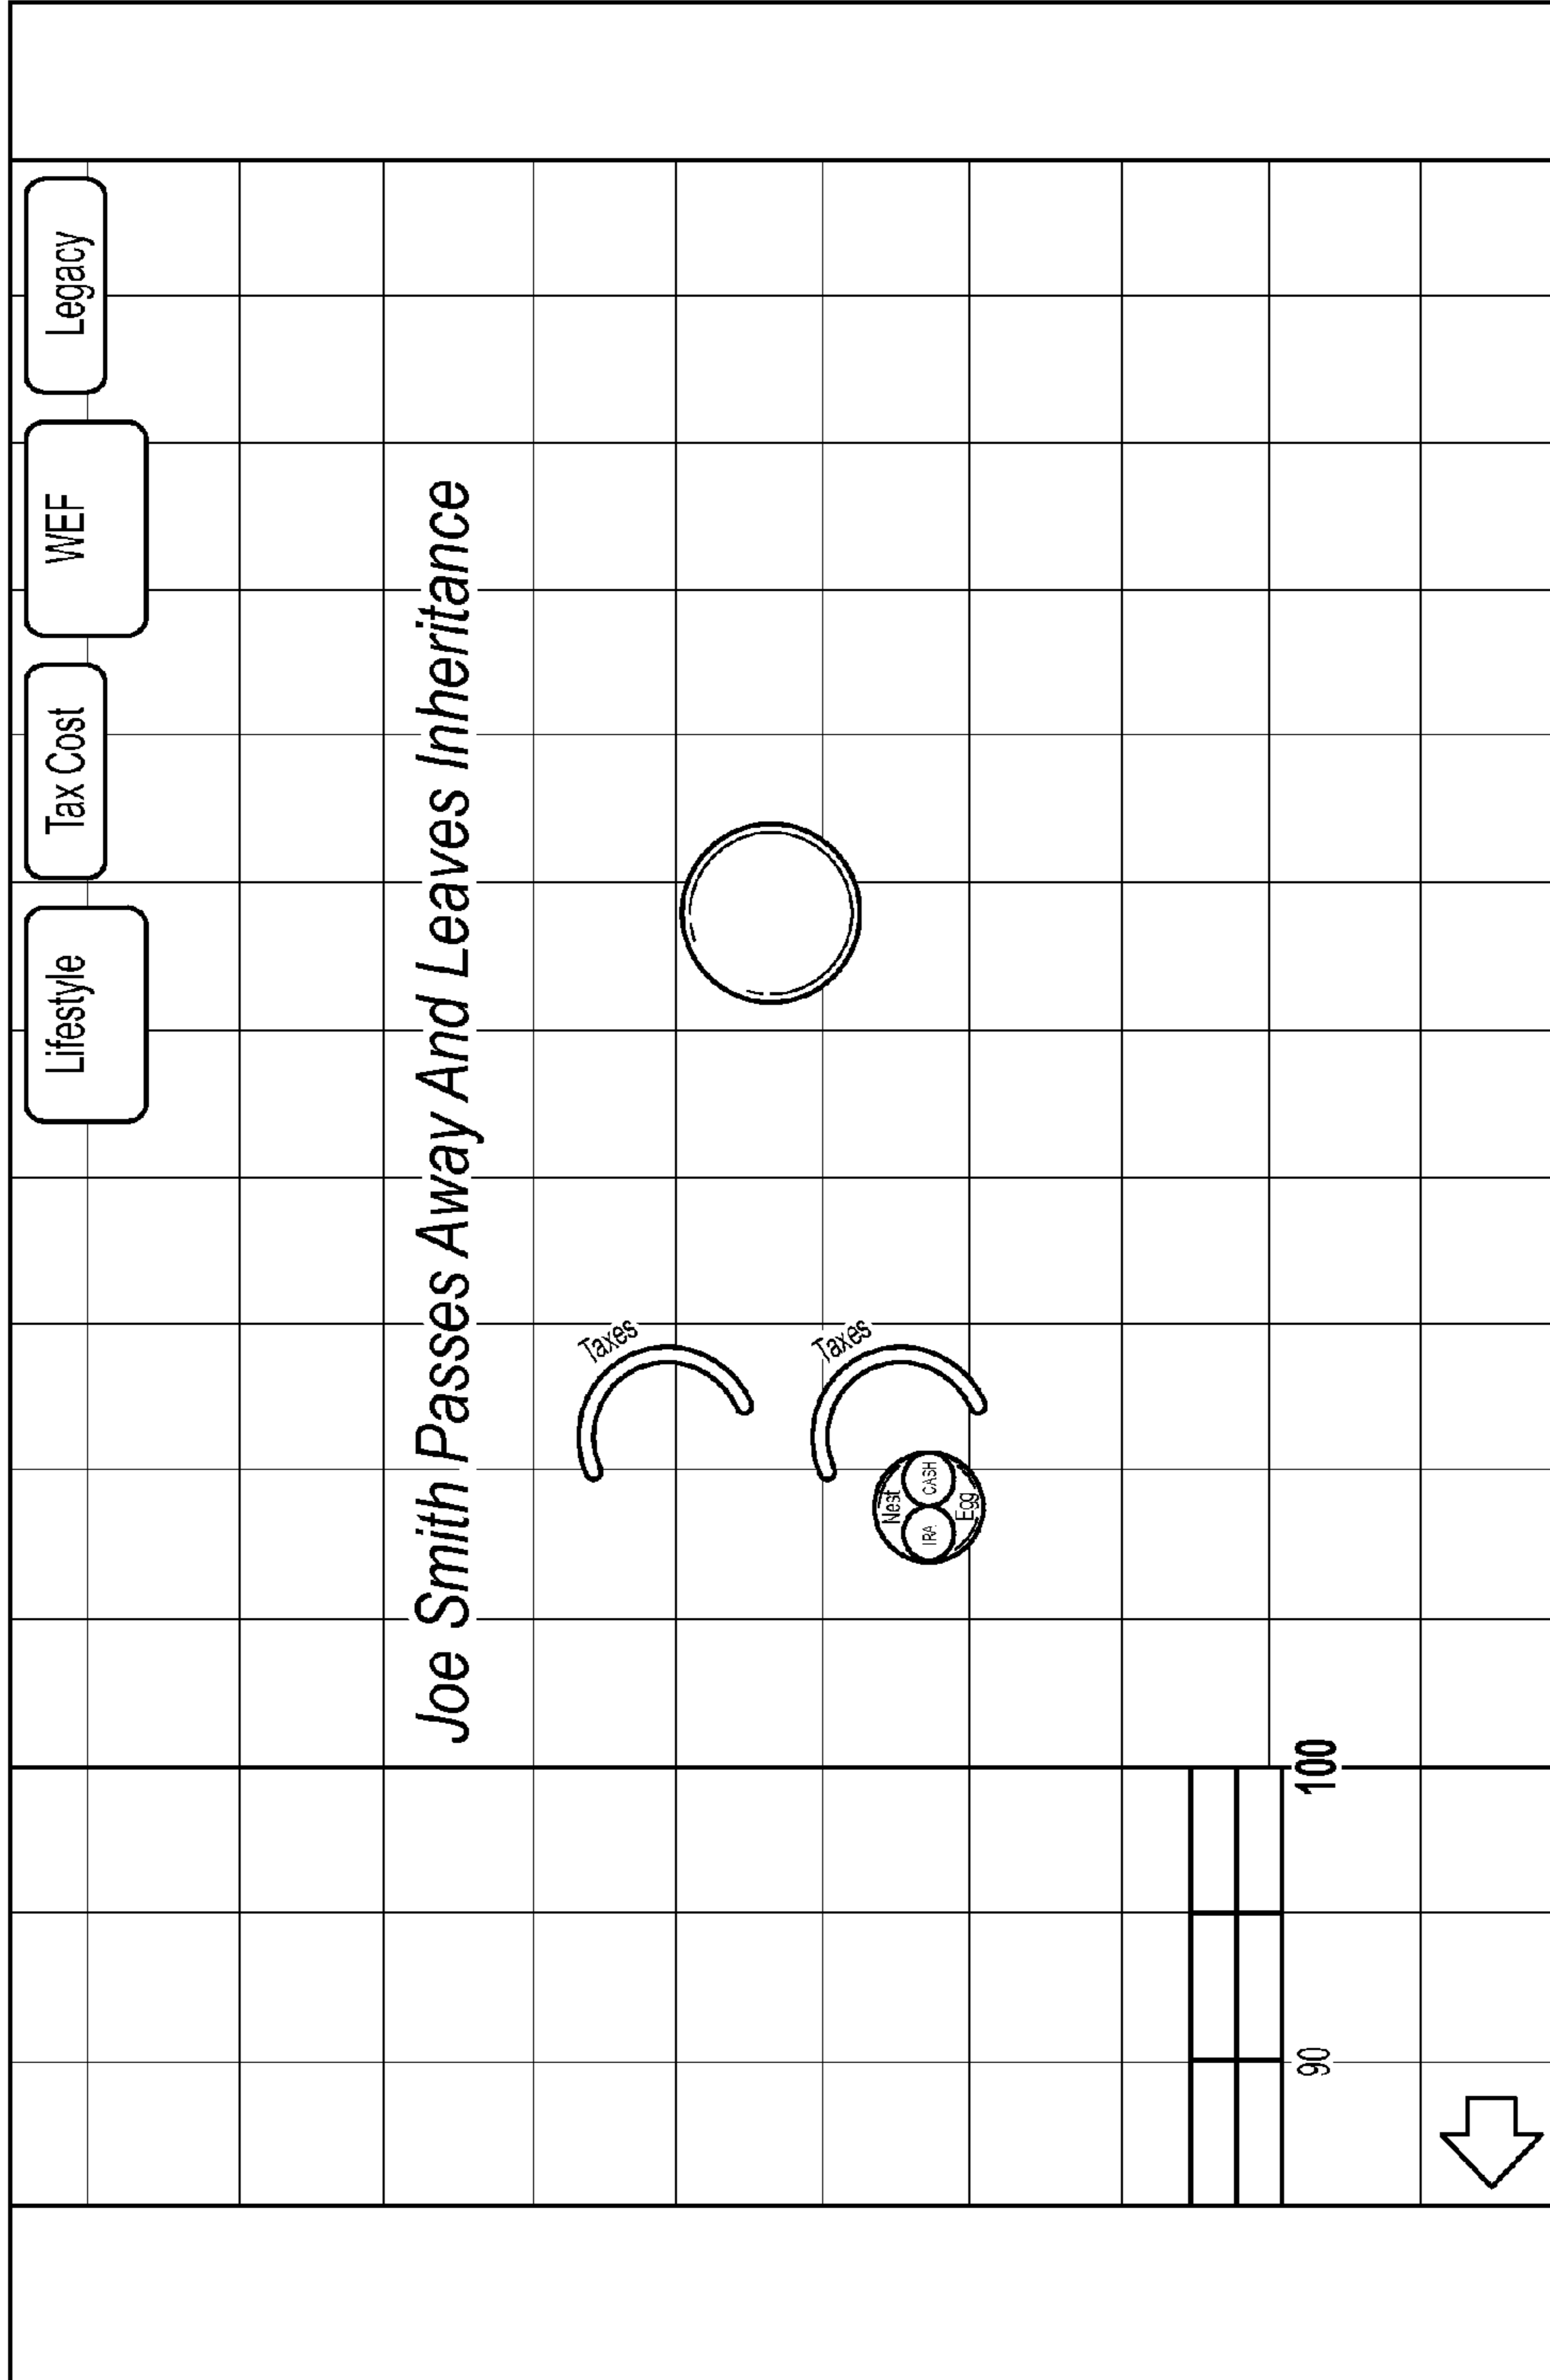 Lifestyle
Tax Cost
WEF
Legacy
Joe Smith Passes Away And Leaves Inheritance
Taxes
Taxes
Nest
IRA
CASH
Egg
90
100